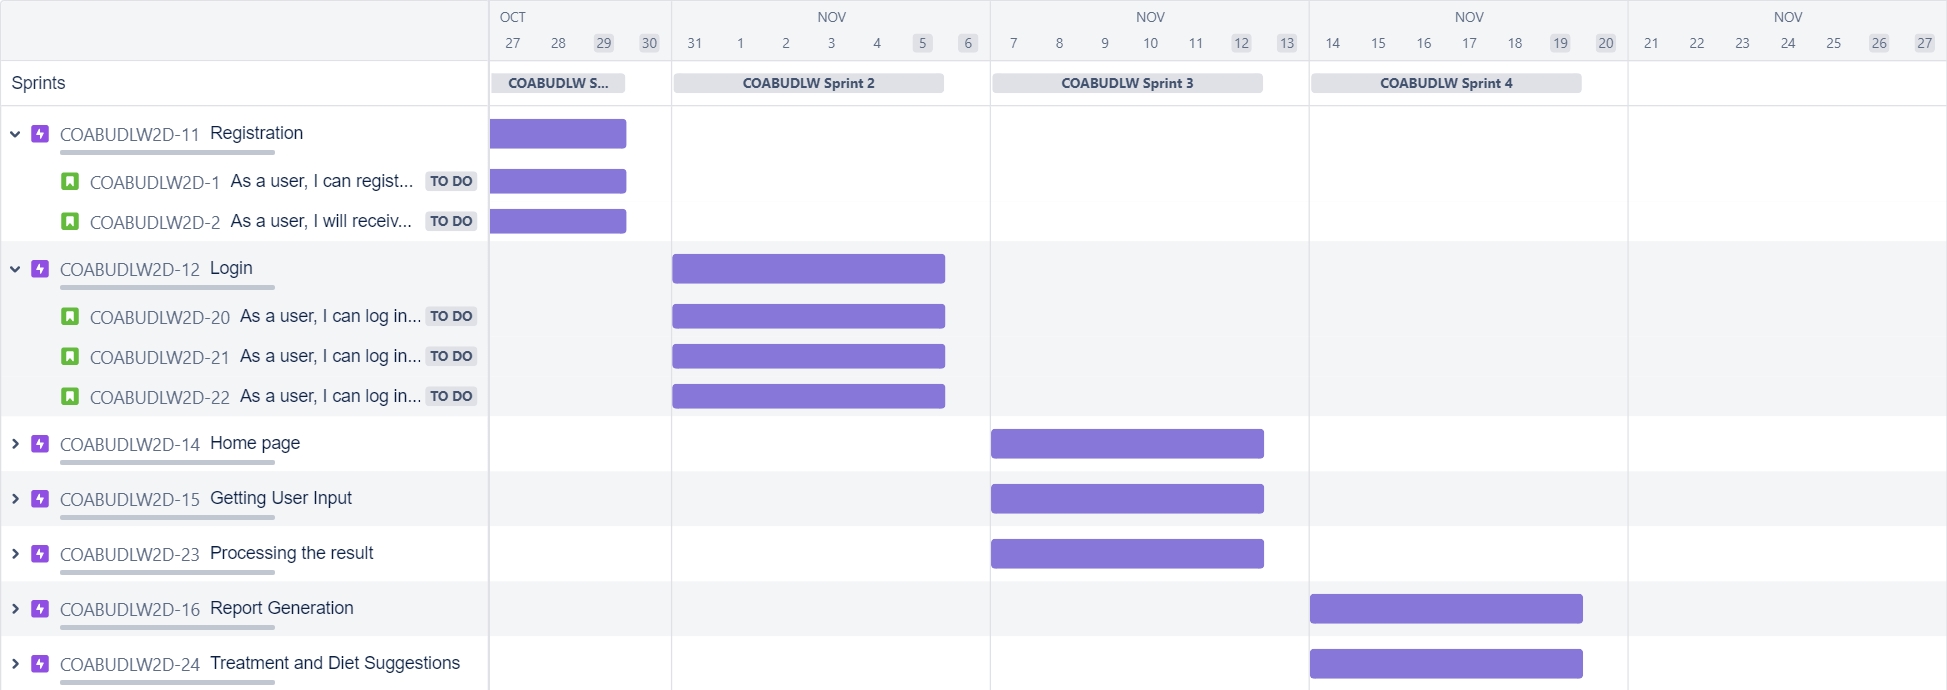 OCT NOV NOV NOV NOV
27 28 29 30 31 1 2 3 4 5 6 7 8 9 10 11 12 13 14 15 16 17 18 19 20 21 22 23 24 25 26 27
Sprints COABUDLW S... COABUDLW Sprint 2 COABUDLW Sprint 3 COABUDLW Sprint 4
COABUDLW2D-11 Registration
COABUDLW2D-1 As a user, I can regist... TO DO
COABUDLW2D-2 As a user, I will receiv... TO DO
COABUDLW2D-12 Login
COABUDLW2D-20 As a user, I can log in... TO DO
COABUDLW2D-21 As a user, I can log in... TO DO
COABUDLW2D-22 As a user, I can log in... TO DO
COABUDLW2D-14 Home page
COABUDLW2D-15 Getting User Input
COABUDLW2D-23 Processing the result
COABUDLW2D-16 Report Generation
COABUDLW2D-24 Treatment and Diet Suggestions